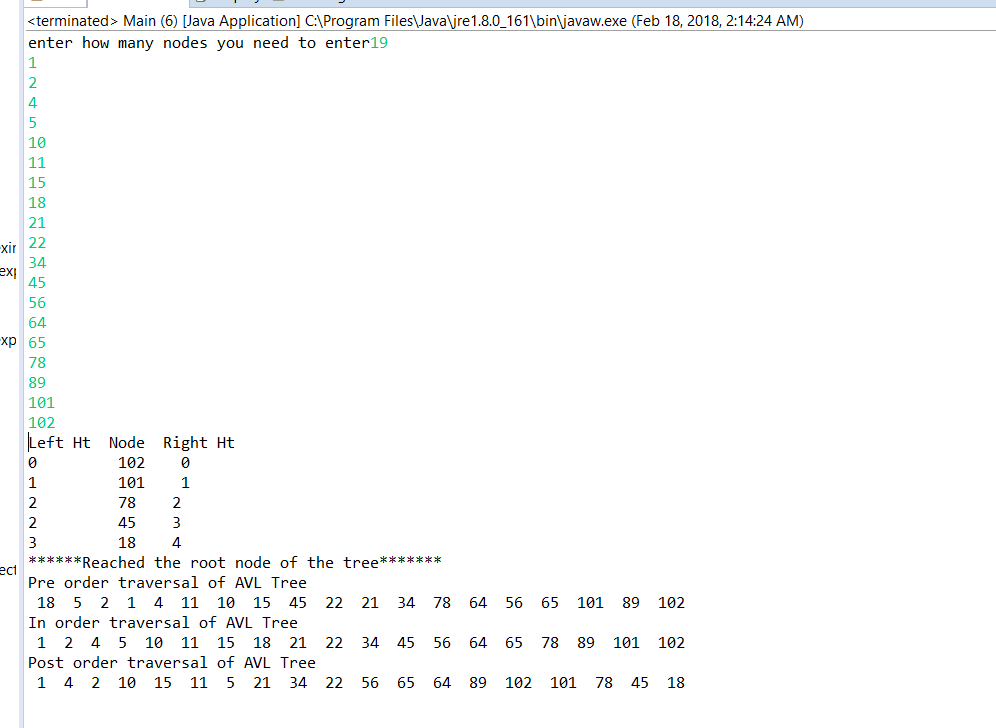 <terminated> Main (6) [Java Application] C:\Program Files\Java\jre1.8.0_161\bin\javaw.exe (Feb 18, 2018, 2:14:24 AM)
enter how many nodes you need to enter19
1
2
4
5
10
11
15
18
21
22
34
45
56
64
65
78
89
101
102
Left Ht  Node  Right Ht
0         102    0
1         101    1
2         78    2
2         45    3
3         18    4
******Reached the root node of the tree*******
Pre order traversal of AVL Tree
 18  5  2  1  4  11  10  15  45  22  21  34  78  64  56  65  101  89  102
In order traversal of AVL Tree
 1  2  4  5  10  11  15  18  21  22  34  45  56  64  65  78  89  101  102
Post order traversal of AVL Tree
 1  4  2  10  15  11  5  21  34  22  56  65  64  89  102  101  78  45  18